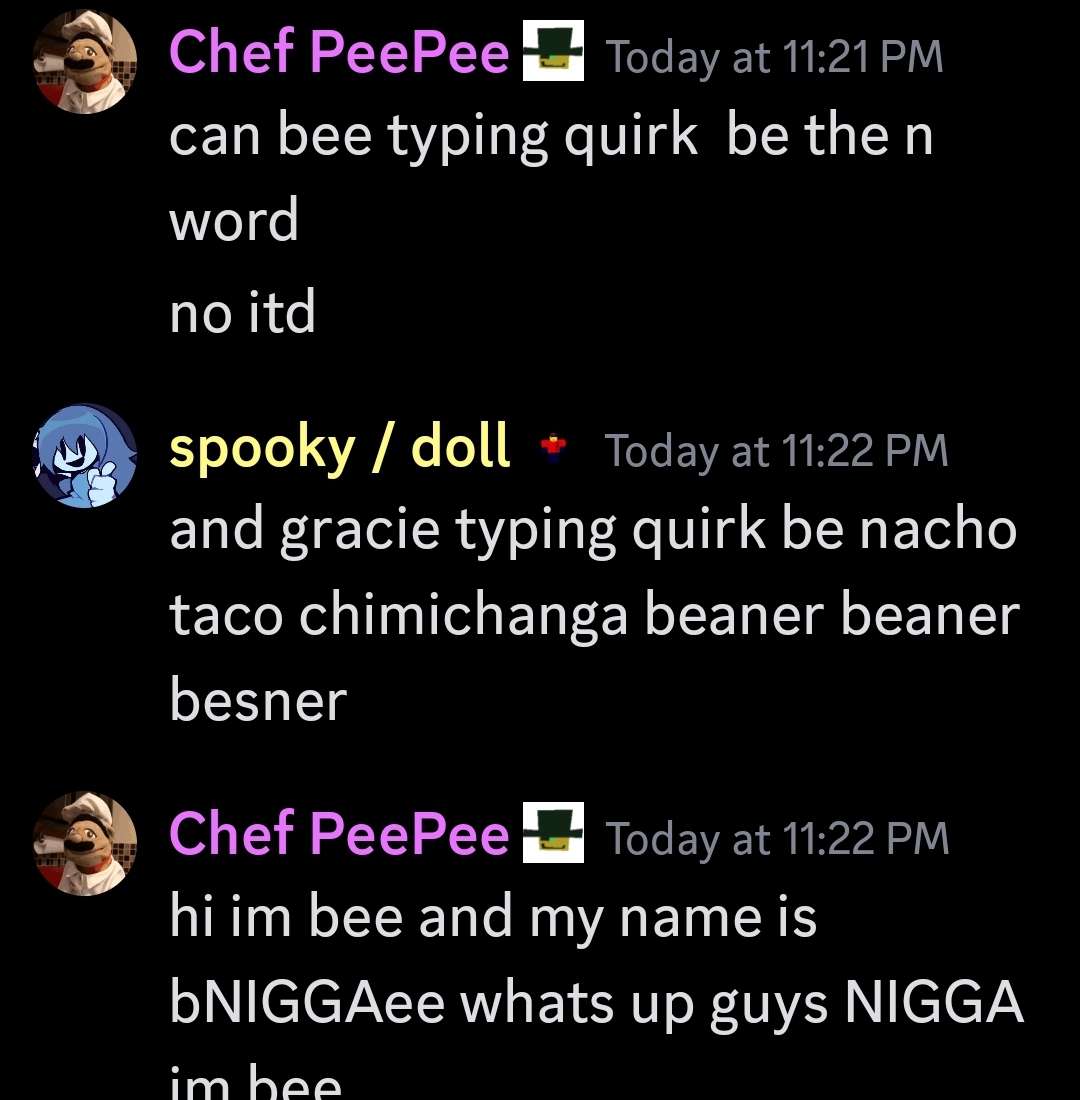 Chef PeePee Today at 11:21 PM
can bee typing quirk  be the n
word
no itd
spooky / doll Today at 11:22 PM
and gracie typing quirk be nacho
taco chimichanga beaner beaner
besner
Chef PeePee Today at 11:22 PM
hi im bee and my name is
bNIGGAee whats up guys NIGGA
im bee